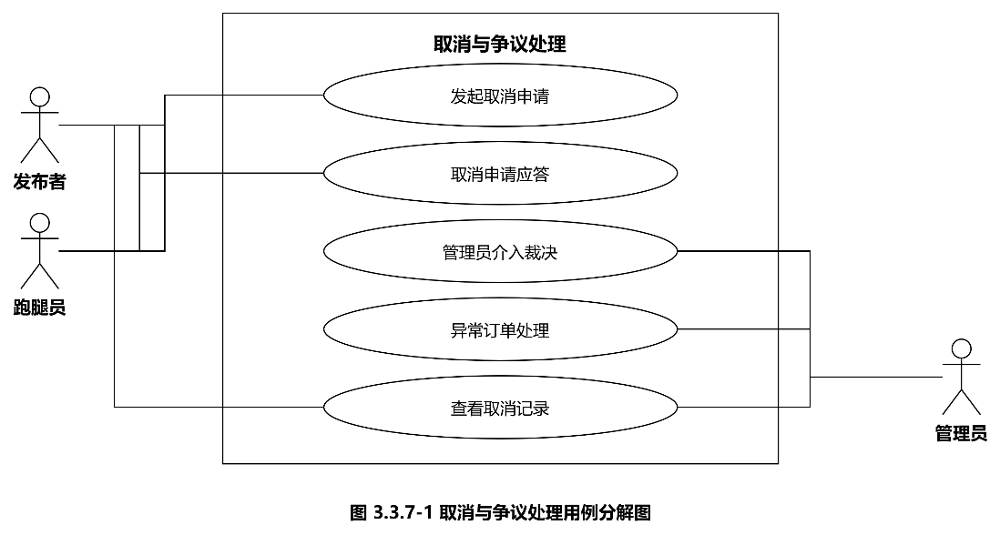 取消与争议处理
发起取消申请
发布者
取消申请应答
管理员介入裁决
跑腿员
异常订单处理
查看取消记录
管理员
图 3.3.7-1 取消与争议处理用例分解图